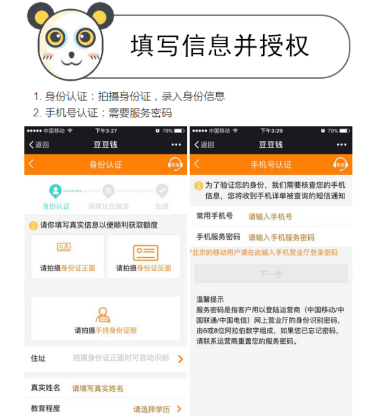 填写信息并授权
1. 身份认证：拍摄身份证，录入身份信息
2. 手机号认证：需要服务密码
中国移动 下午3:27 79%
返回 豆豆钱
身份认证
身份认证 获取征信报告 完成
请你填写真实信息以便顺利获取额度
请拍摄身份证正面 请拍摄身份证反面
请拍摄手持身份证照
住址 拍摄身份证正面时可自动识别
真实姓名 请填写真实姓名
教育程度 请选择学历
中国移动 下午3:29 79%
返回 豆豆钱
手机号认证
为了验证您的身份，我们需要核查您的手机
信息，您将收到手机详单被查询的短信通知
常用手机号 请输入手机号
手机服务密码 请输入手机服务密码
*北京的移动用户请在此输入手机营业厅登录密码
下一步
温馨提示
服务密码是指客户用以登陆运营商（中国移动/中
国联通/中国电信）网上营业厅的身份识别密码，
由6或8位阿拉伯数字组成，如果您已忘记密码，
请联系运营商重置您的服务密码。